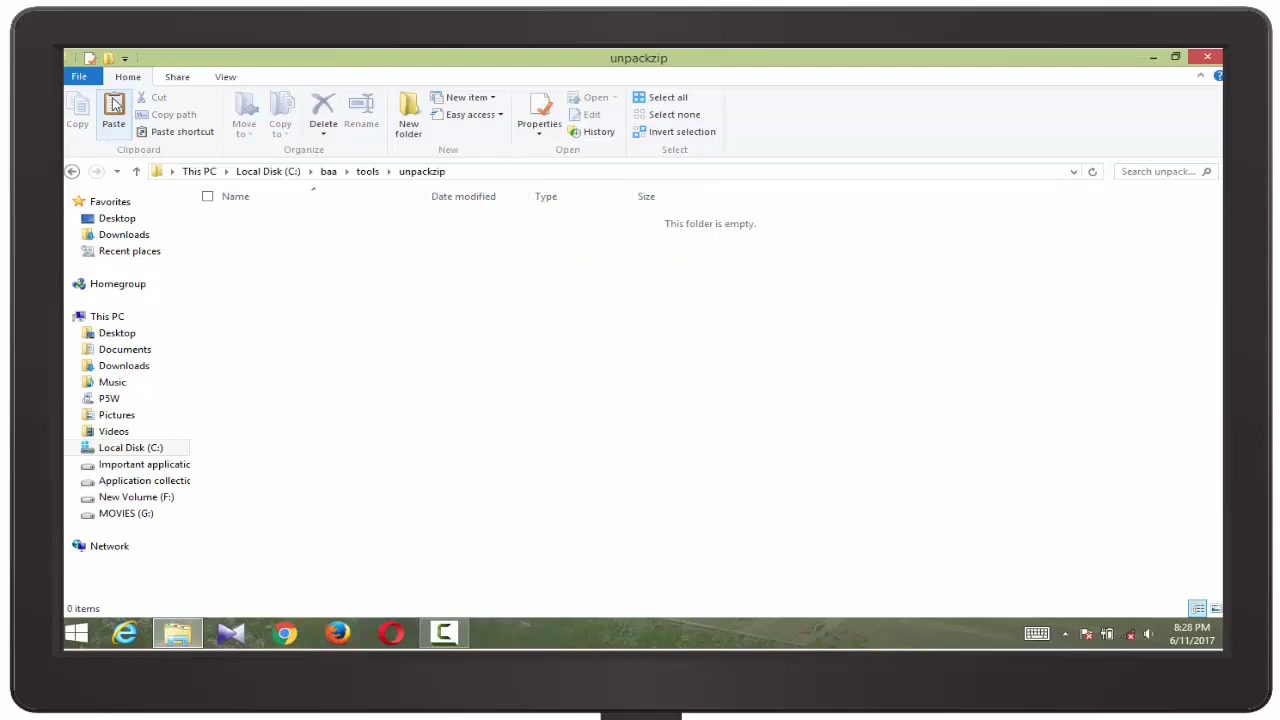 unpackzip
File Home Share View
Copy
Paste
Cut
Copy path
Paste shortcut
Clipboard
Move to
Copy to
Delete
Rename
Organize
New folder
New item
Easy access
New
Properties
Open
Edit
History
Open
Select all
Select none
Invert selection
Select
This PC Local Disk (C:) baa tools unpackzip
Search unpack...
Name Date modified Type Size
This folder is empty.
Favorites
Desktop
Downloads
Recent places
Homegroup
This PC
Desktop
Documents
Downloads
Music
P5W
Pictures
Videos
Local Disk (C:)
Important applicatic
Application collectic
New Volume (F:)
MOVIES (G:)
Network
0 items
8:28 PM
6/11/2017